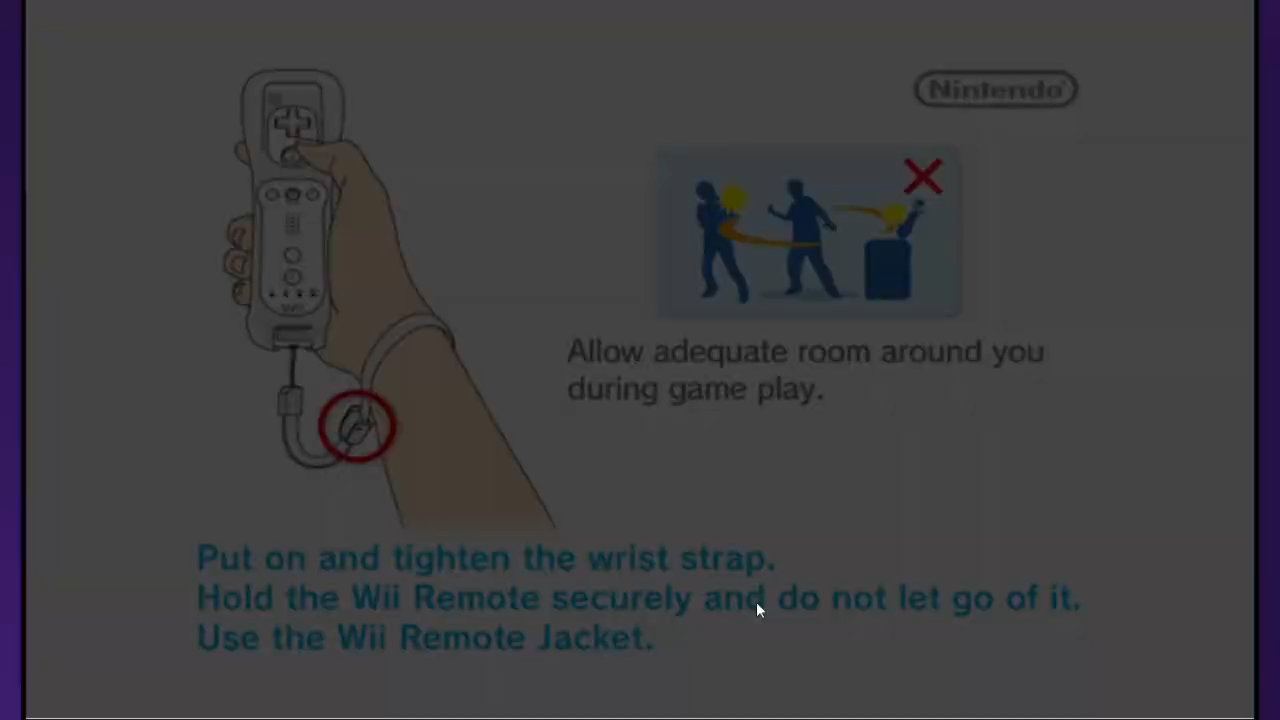 Nintendo
Wii
Allow adequate room around you
during game play.
Put on and tighten the wrist strap.
Hold the Wii Remote securely and do not let go of it.
Use the Wii Remote Jacket.